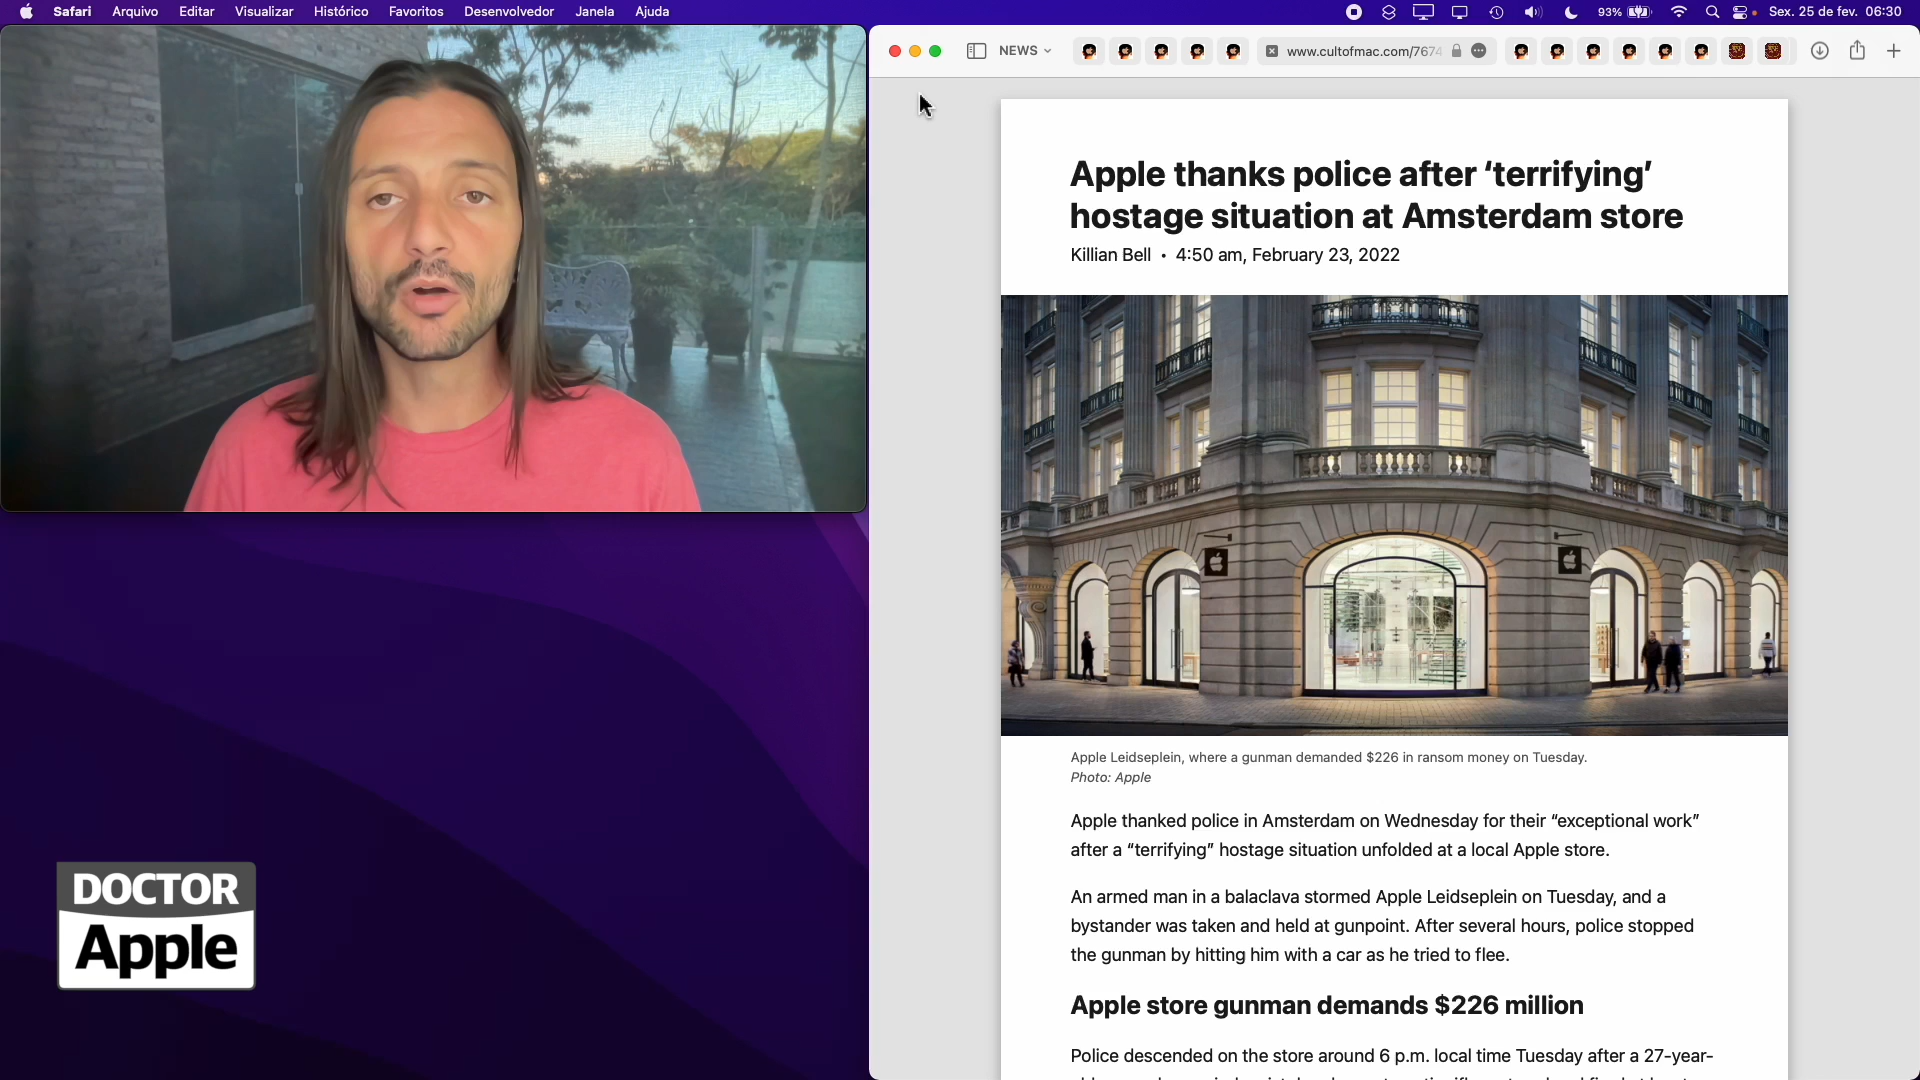 Safari Arquivo Editar Visualizar Histórico Favoritos Desenvolvedor Janela Ajuda 93% Sex. 25 de fev. 06:30
NEWS www.cultofmac.com/7674
Apple thanks police after ‘terrifying’
hostage situation at Amsterdam store
Killian Bell • 4:50 am, February 23, 2022
Apple Leidseplein, where a gunman demanded $226 in ransom money on Tuesday.
Photo: Apple
Apple thanked police in Amsterdam on Wednesday for their “exceptional work”
after a “terrifying” hostage situation unfolded at a local Apple store.
An armed man in a balaclava stormed Apple Leidseplein on Tuesday, and a
bystander was taken and held at gunpoint. After several hours, police stopped
the gunman by hitting him with a car as he tried to flee.
Apple store gunman demands $226 million
Police descended on the store around 6 p.m. local time Tuesday after a 27-year-
DOCTOR
Apple